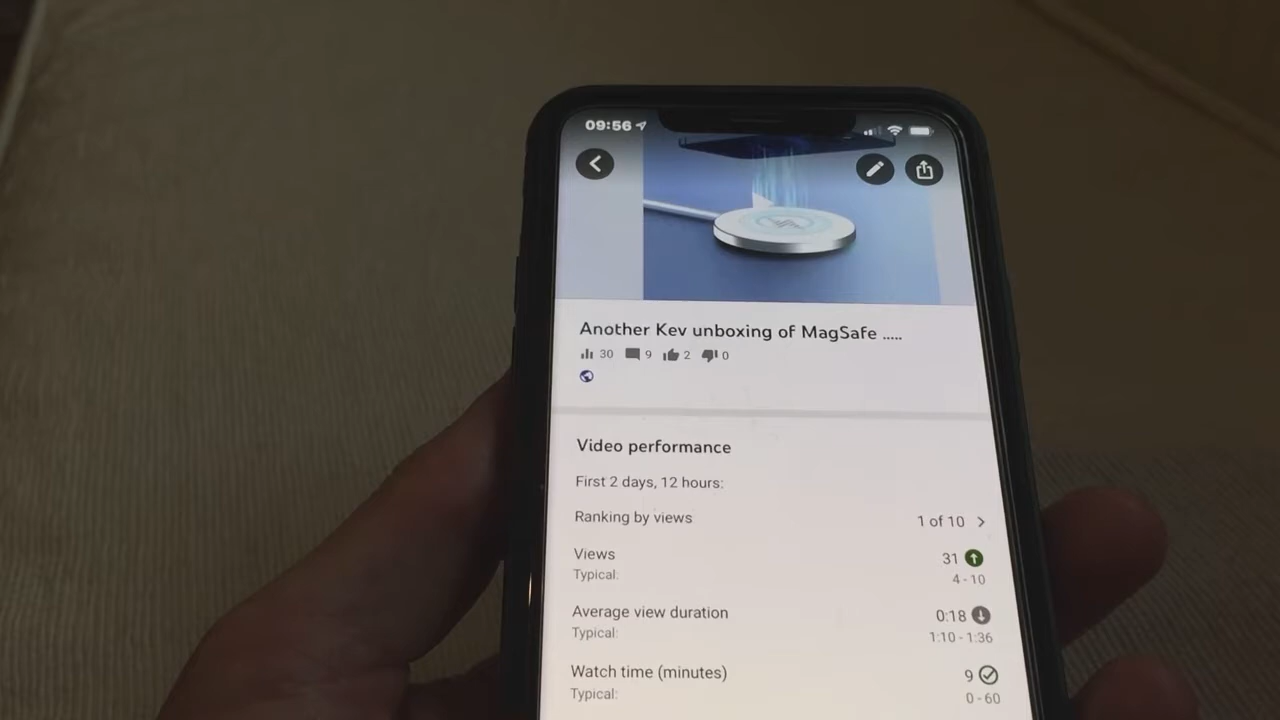 09:56
Another Kev unboxing of MagSafe .....
30 9 2 0
Video performance
First 2 days, 12 hours:
Ranking by views 1 of 10
Views 31
Typical: 4 - 10
Average view duration 0:18
Typical: 1:10 - 1:36
Watch time (minutes) 9
Typical: 0 - 60